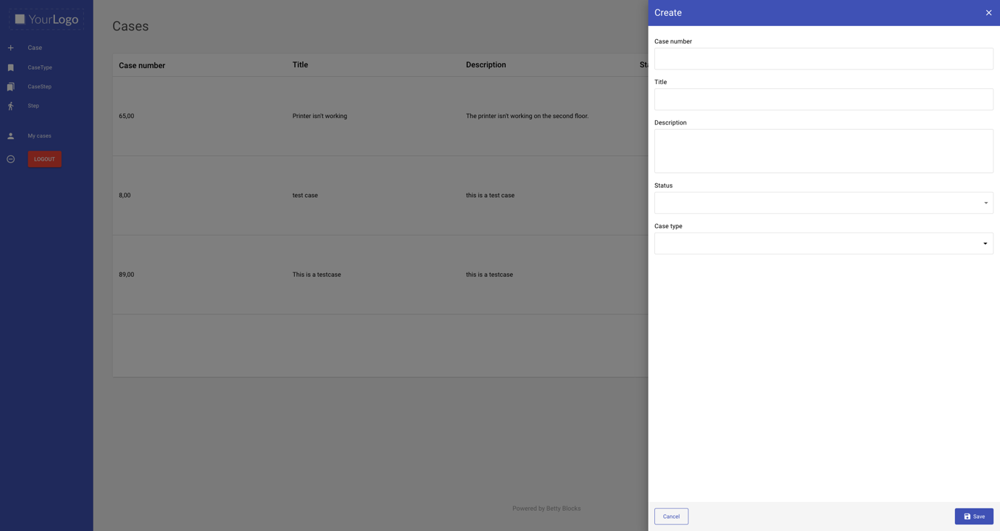 YourLogo
Case
CaseType
CaseStep
Step
My cases
LOGOUT
Cases
Case number Title Description Sta
65,00 Printer isn't working The printer isn't working on the second floor.
8,00 test case this is a test case
89,00 This is a testcase this is a testcase
Powered by Betty Blocks
Create
Case number
Title
Description
Status
Case type
Cancel Save